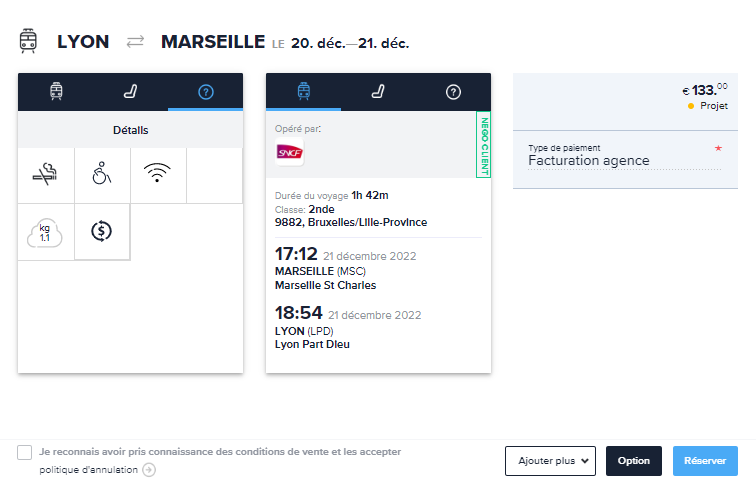 LYON MARSEILLE LE 20. déc.—21. déc.
Détails
kg
1.1
Opéré par:
SNCF
NEGO CLIENT
Durée du voyage 1h 42m
Classe: 2nde
9882, Bruxelles/Lille-Province
17:12 21 décembre 2022
MARSEILLE (MSC)
Marseille St Charles
18:54 21 décembre 2022
LYON (LPD)
Lyon Part Dieu
€ 133.00
Projet
Type de paiement *
Facturation agence
Je reconnais avoir pris connaissance des conditions de vente et les accepter
politique d'annulation
Ajouter plus
Option
Réserver